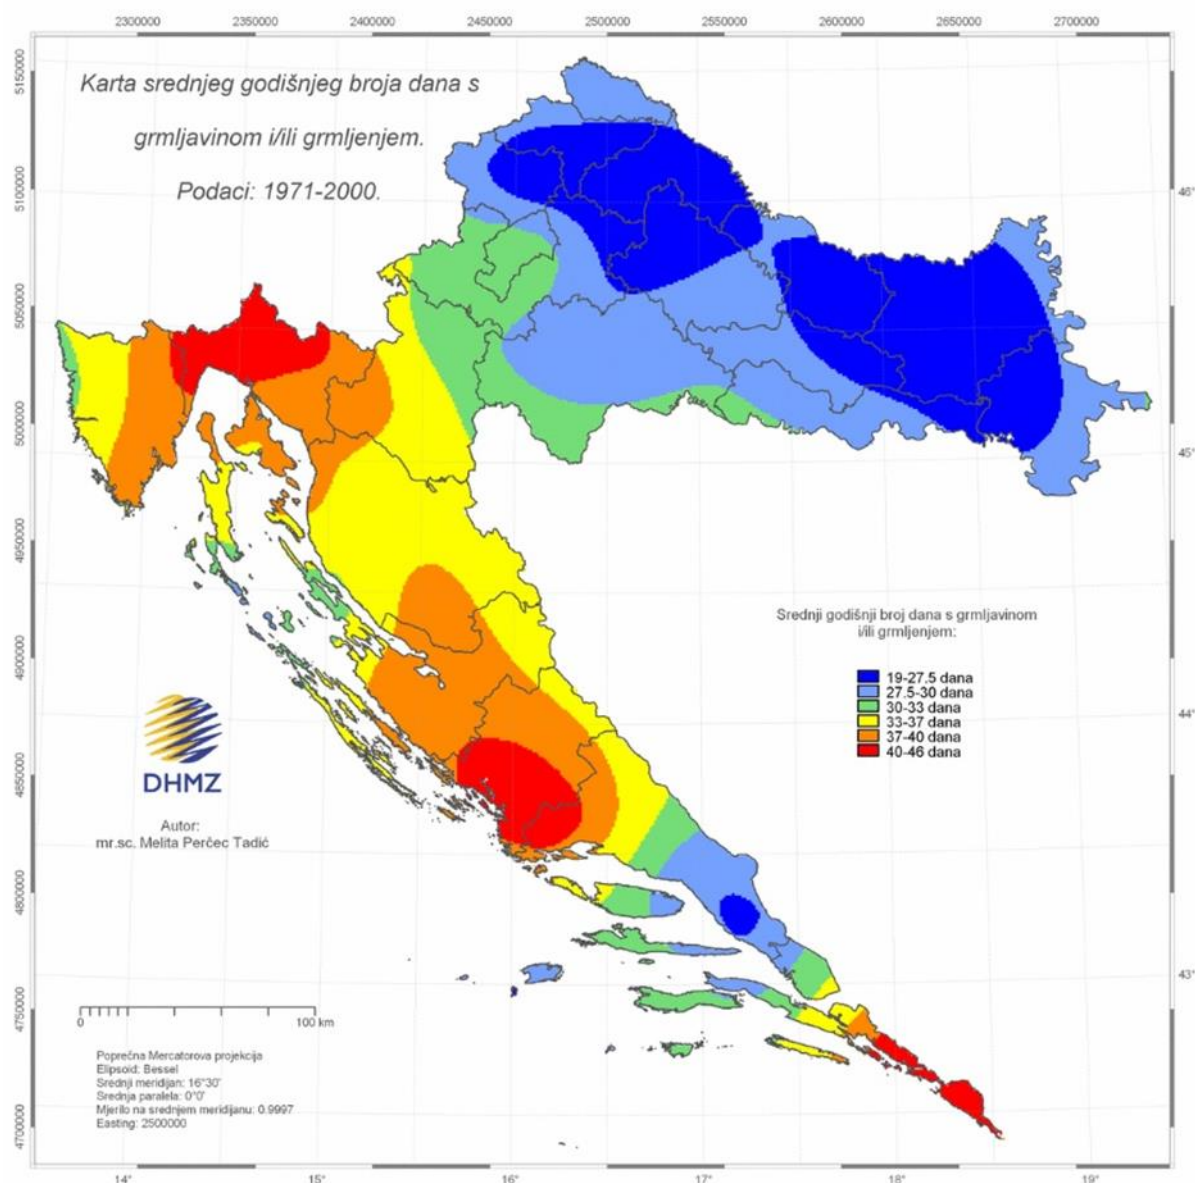 2300000 2350000 2400000 2450000 2500000 2550000 2600000 2650000 2700000
Karta srednjeg godišnjeg broja dana s
grmljavinom i/ili grmljenjem.
Podaci: 1971-2000.
5150000
5100000
5050000
5000000
4950000
4900000
4850000
4800000
4750000
4700000
46°
45°
44°
43°
Srednji godišnji broj dana s grmljavinom
i/ili grmljenjem:
19-27.5 dana
27.5-30 dana
30-33 dana
33-37 dana
37-40 dana
40-46 dana
DHMZ
Autor:
mr.sc. Melita Perčec Tadić
0 100 km
Poprečna Mercatorova projekcija
Elipsoid: Bessel
Srednji meridijan: 16°30'
Srednja paralela: 0°0'
Mjerilo na srednjem meridijanu: 0.9997
Easting: 2500000
14° 15° 16° 17° 18° 19°